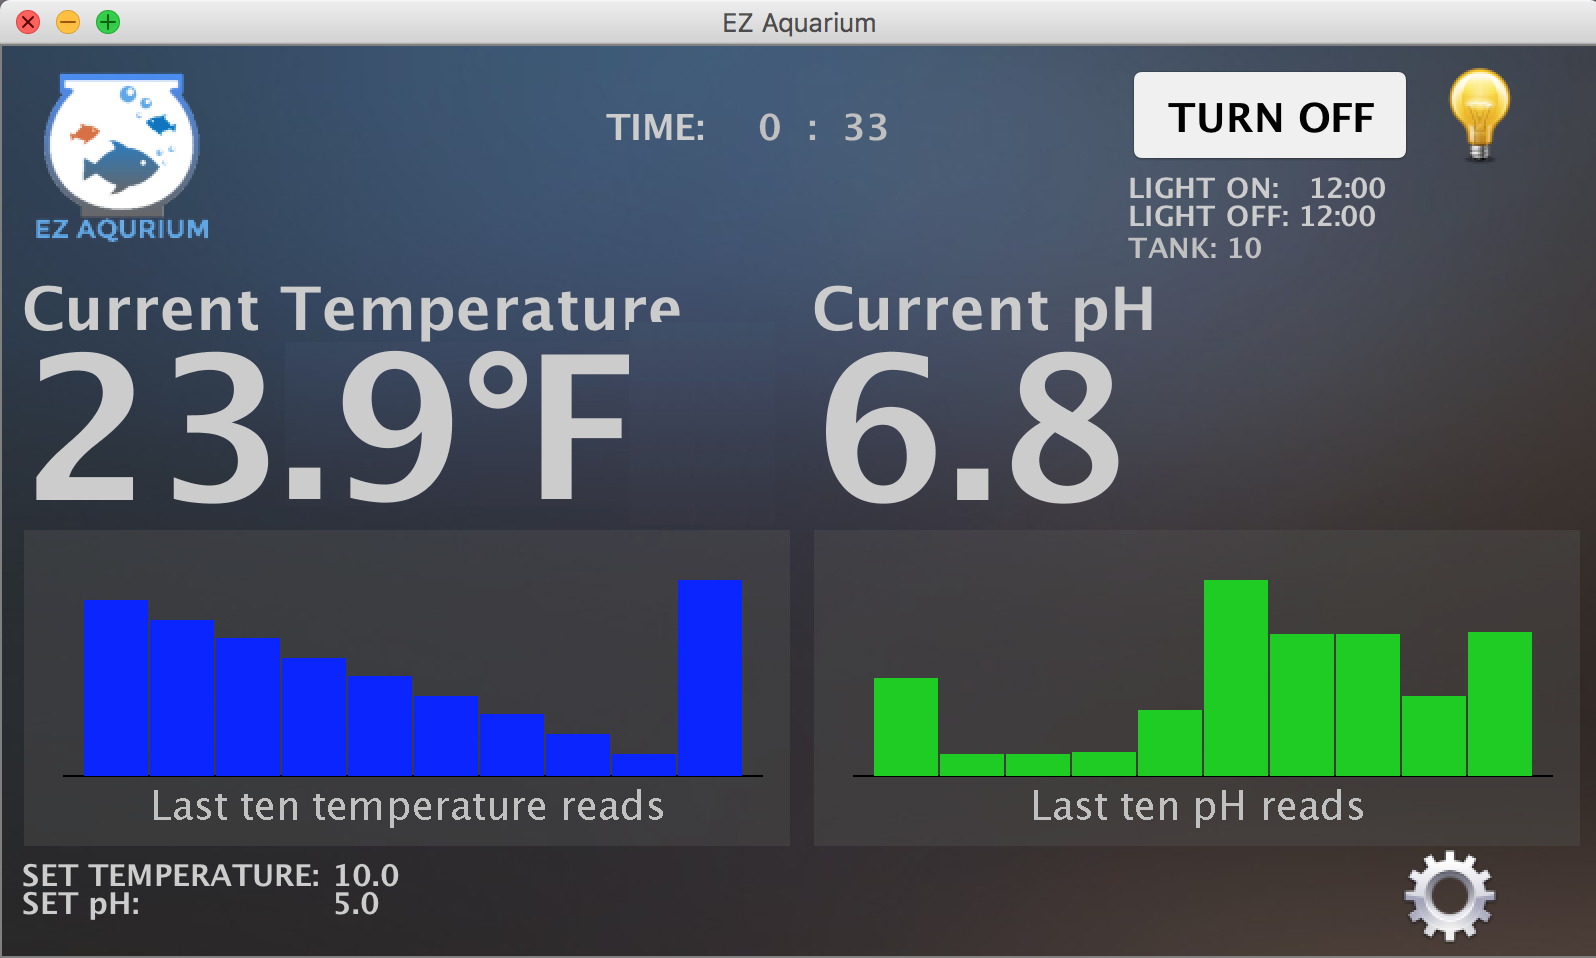 EZ Aquarium
EZ AQURIUM
TIME: 0 : 33
TURN OFF
LIGHT ON: 12:00
LIGHT OFF: 12:00
TANK: 10
Current Temperature
23.9°F
Current pH
6.8
Last ten temperature reads
Last ten pH reads
SET TEMPERATURE: 10.0
SET pH: 5.0